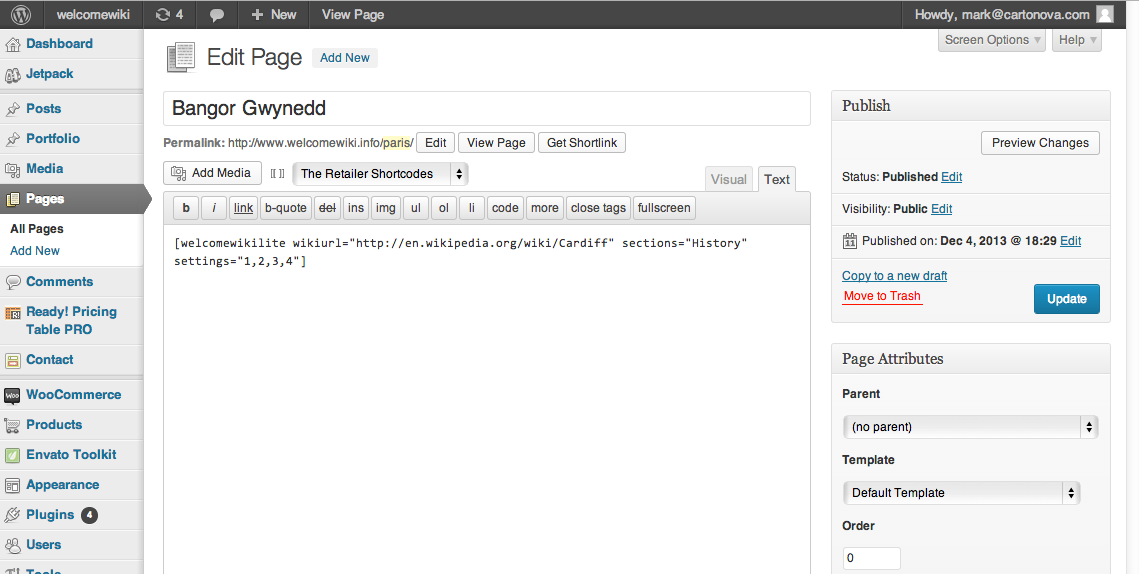 welcomewiki 4 New View Page Howdy, mark@cartonova.com
Screen Options Help
Dashboard
Jetpack
Posts
Portfolio
Media
Pages
All Pages
Add New
Comments
Ready! Pricing
Table PRO
Contact
WooCommerce
Products
Envato Toolkit
Appearance
Plugins 4
Users
Tools
Edit Page Add New
Bangor Gwynedd
Permalink: http://www.welcomewiki.info/paris/ Edit View Page Get Shortlink
Add Media [ ] The Retailer Shortcodes Visual Text
b i link b-quote del ins img ul ol li code more close tags fullscreen
[welcomewikilite wikiurl="http://en.wikipedia.org/wiki/Cardiff" sections="History"
settings="1,2,3,4"]
Publish
Preview Changes
Status: Published Edit
Visibility: Public Edit
11 Published on: Dec 4, 2013 @ 18:29 Edit
Copy to a new draft
Move to Trash
Update
Page Attributes
Parent
(no parent)
Template
Default Template
Order
0